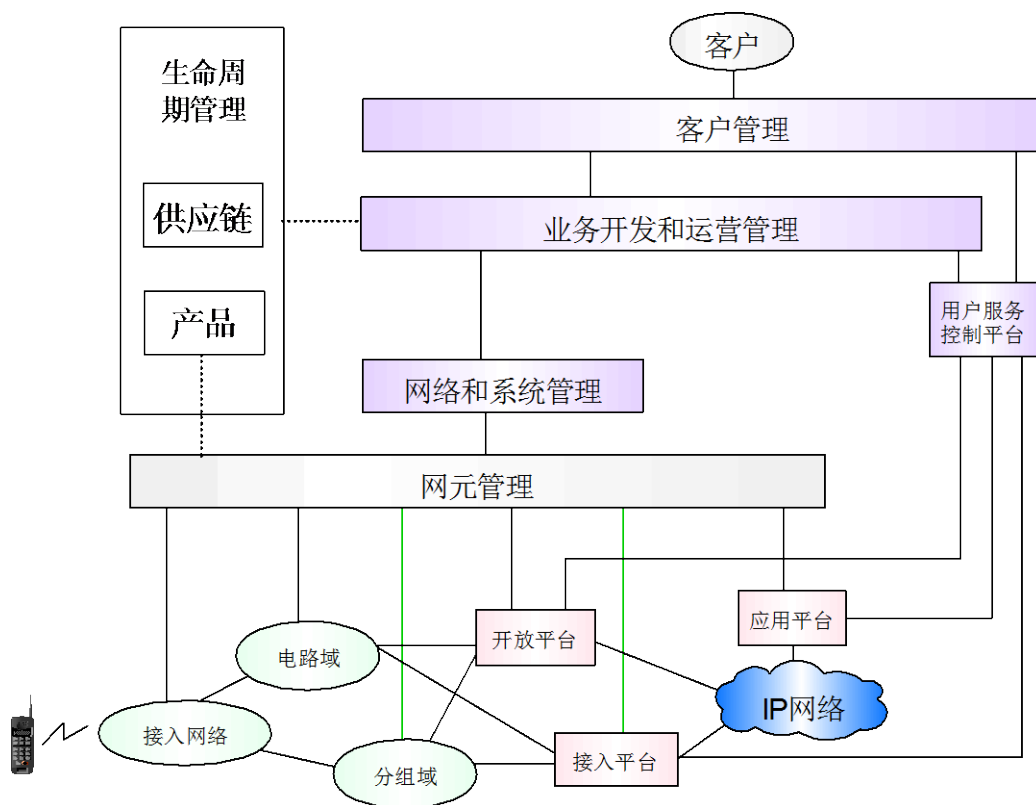 客户
生命周
期管理
客户管理
供应链
业务开发和运营管理
产品
用户服务
控制平台
网络和系统管理
网元管理
应用平台
开放平台
电路域
IP网络
接入网络
接入平台
分组域